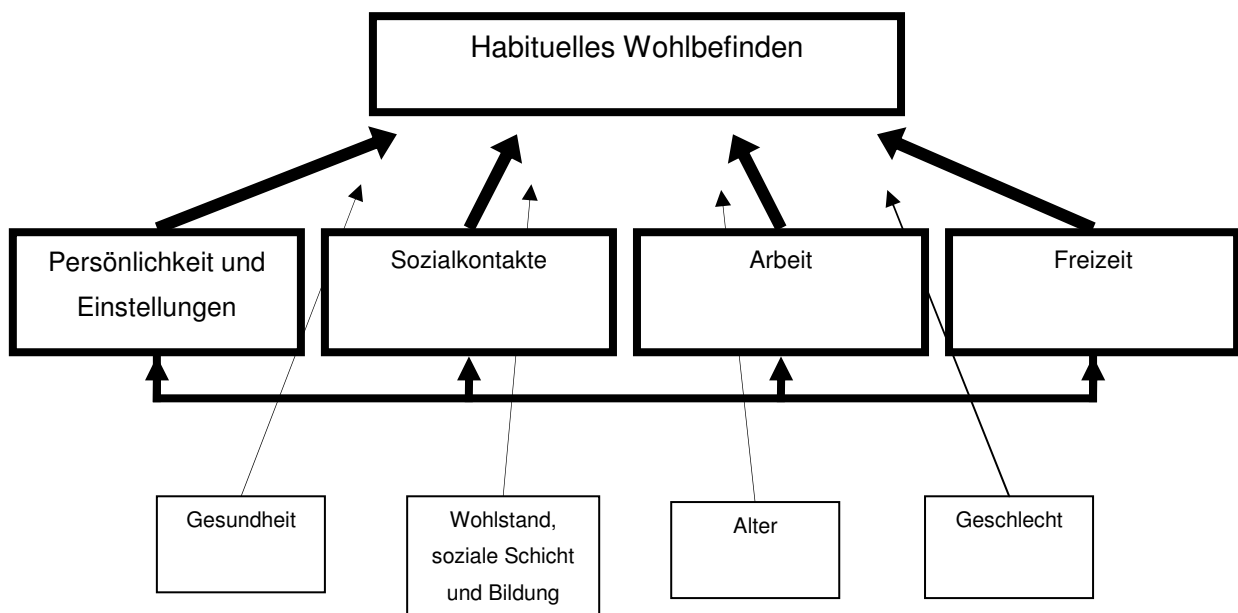 Habituelles Wohlbefinden
Persönlichkeit und
Einstellungen
Sozialkontakte
Arbeit
Freizeit
Gesundheit
Wohlstand,
soziale Schicht
und Bildung
Alter
Geschlecht